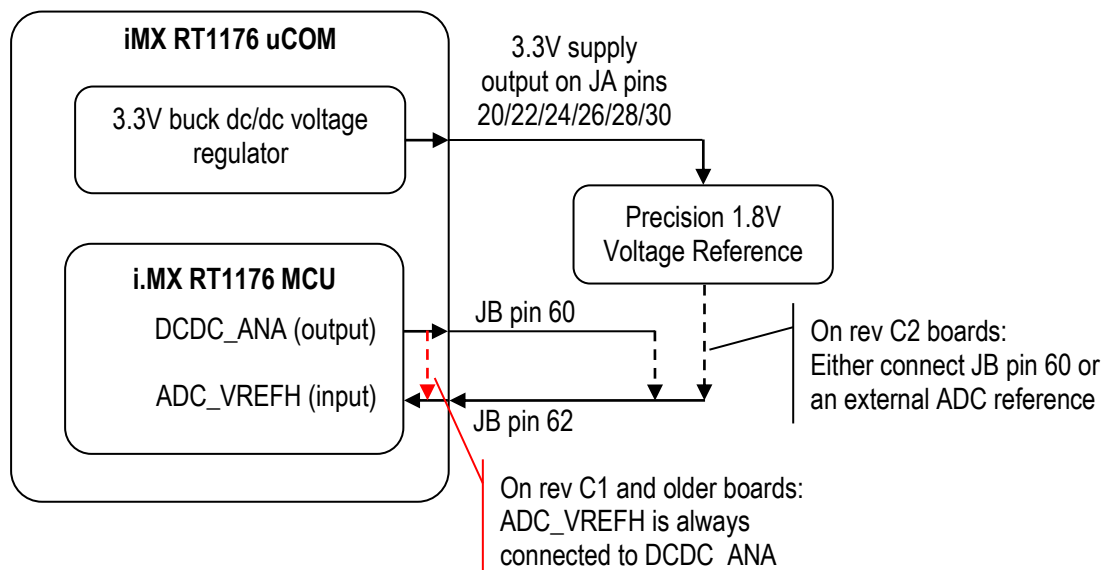 iMX RT1176 uCOM
3.3V supply
output on JA pins
20/22/24/26/28/30
3.3V buck dc/dc voltage
regulator
Precision 1.8V
Voltage Reference
i.MX RT1176 MCU
DCDC_ANA (output)
JB pin 60
On rev C2 boards:
Either connect JB pin 60 or
an external ADC reference
ADC_VREFH (input)
JB pin 62
On rev C1 and older boards:
ADC_VREFH is always
connected to DCDC_ANA